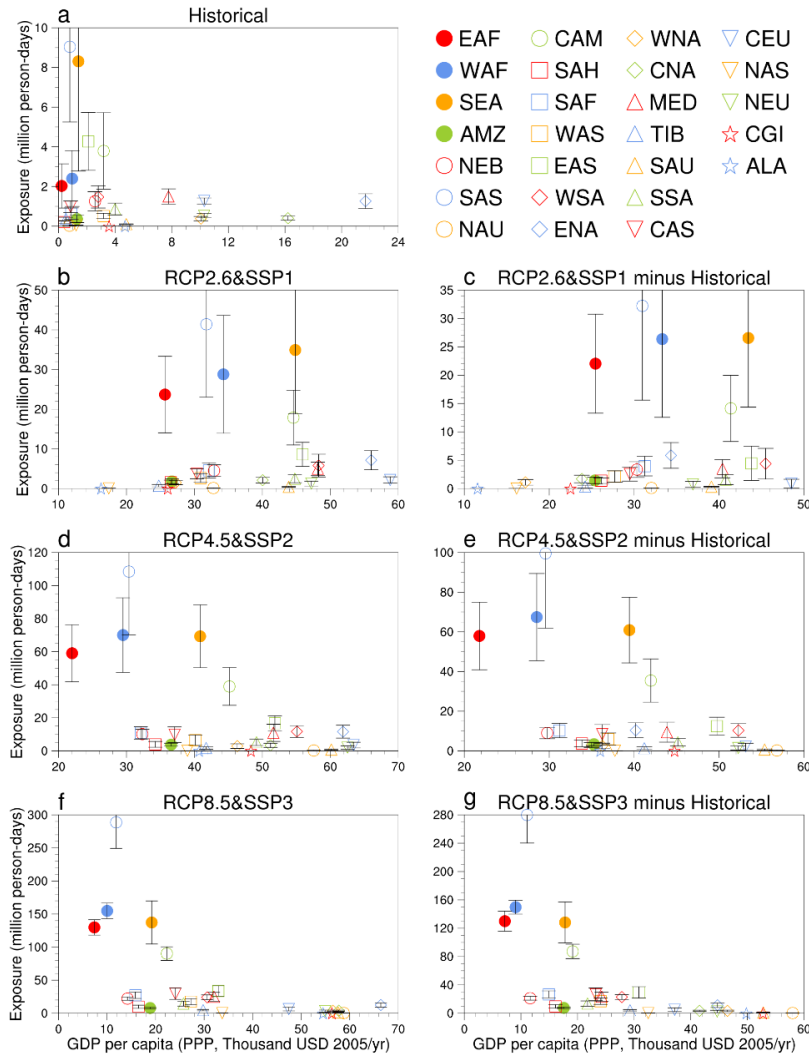 a Historical
Exposure (million person-days)
10
8
6
4
2
0
0 4 8 12 16 20 24
EAF CAM WNA CEU
WAF SAH CNA NAS
SEA SAF MED NEU
AMZ WAS TIB CGI
NEB EAS SAU ALA
SAS WSA SSA
NAU ENA CAS
b RCP2.6&SSP1
Exposure (million person-days)
50
40
30
20
10
0
10 20 30 40 50 60
c RCP2.6&SSP1 minus Historical
35
30
25
20
15
10
5
0
10 20 30 40 50
d RCP4.5&SSP2
Exposure (million person-days)
120
100
80
60
40
20
0
20 30 40 50 60 70
e RCP4.5&SSP2 minus Historical
100
80
60
40
20
0
20 30 40 50 60
f RCP8.5&SSP3
Exposure (million person-days)
300
250
200
150
100
50
0
0 10 20 30 40 50 60 70
GDP per capita (PPP, Thousand USD 2005/yr)
g RCP8.5&SSP3 minus Historical
280
240
200
160
120
80
40
0
0 10 20 30 40 50 60
GDP per capita (PPP, Thousand USD 2005/yr)